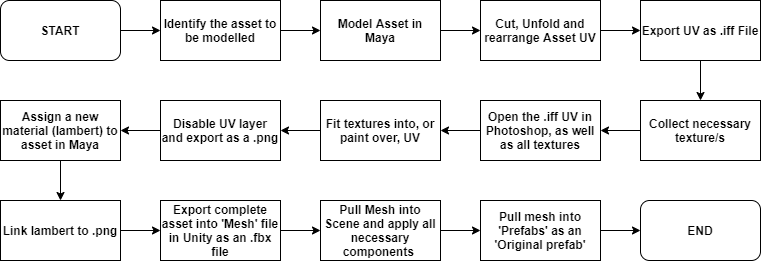 START
Identify the asset to
be modelled
Model Asset in
Maya
Cut, Unfold and
rearrange Asset UV
Export UV as .iff File
Collect necessary
texture/s
Open the .iff UV in
Photoshop, as well
as all textures
Fit textures into, or
paint over, UV
Disable UV layer
and export as a .png
Assign a new
material (lambert) to
asset in Maya
Link lambert to .png
Export complete
asset into 'Mesh' file
in Unity as an .fbx
file
Pull Mesh into
Scene and apply all
necessary
components
Pull mesh into
'Prefabs' as an
'Original prefab'
END